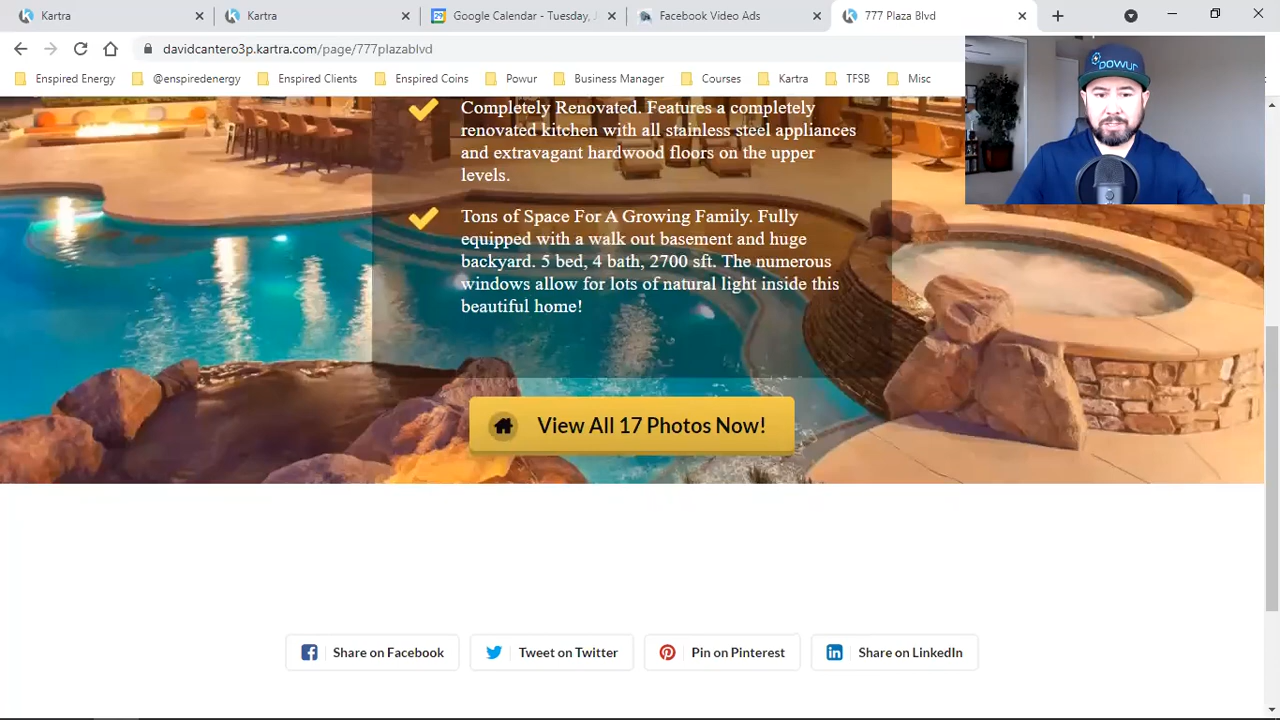 Kartra
Kartra
Google Calendar - Tuesday, J
Facebook Video Ads
777 Plaza Blvd
davidcantero3p.kartra.com/page/777plazablvd
Enspired Energy
@enspiredenergy
Enspired Clients
Enspired Coins
Powur
Business Manager
Courses
Kartra
TFSB
Misc
powur
Completely Renovated. Features a completely
renovated kitchen with all stainless steel appliances
and extravagant hardwood floors on the upper
levels.
Tons of Space For A Growing Family. Fully
equipped with a walk out basement and huge
backyard. 5 bed, 4 bath, 2700 sft. The numerous
windows allow for lots of natural light inside this
beautiful home!
View All 17 Photos Now!
Share on Facebook
Tweet on Twitter
Pin on Pinterest
Share on LinkedIn